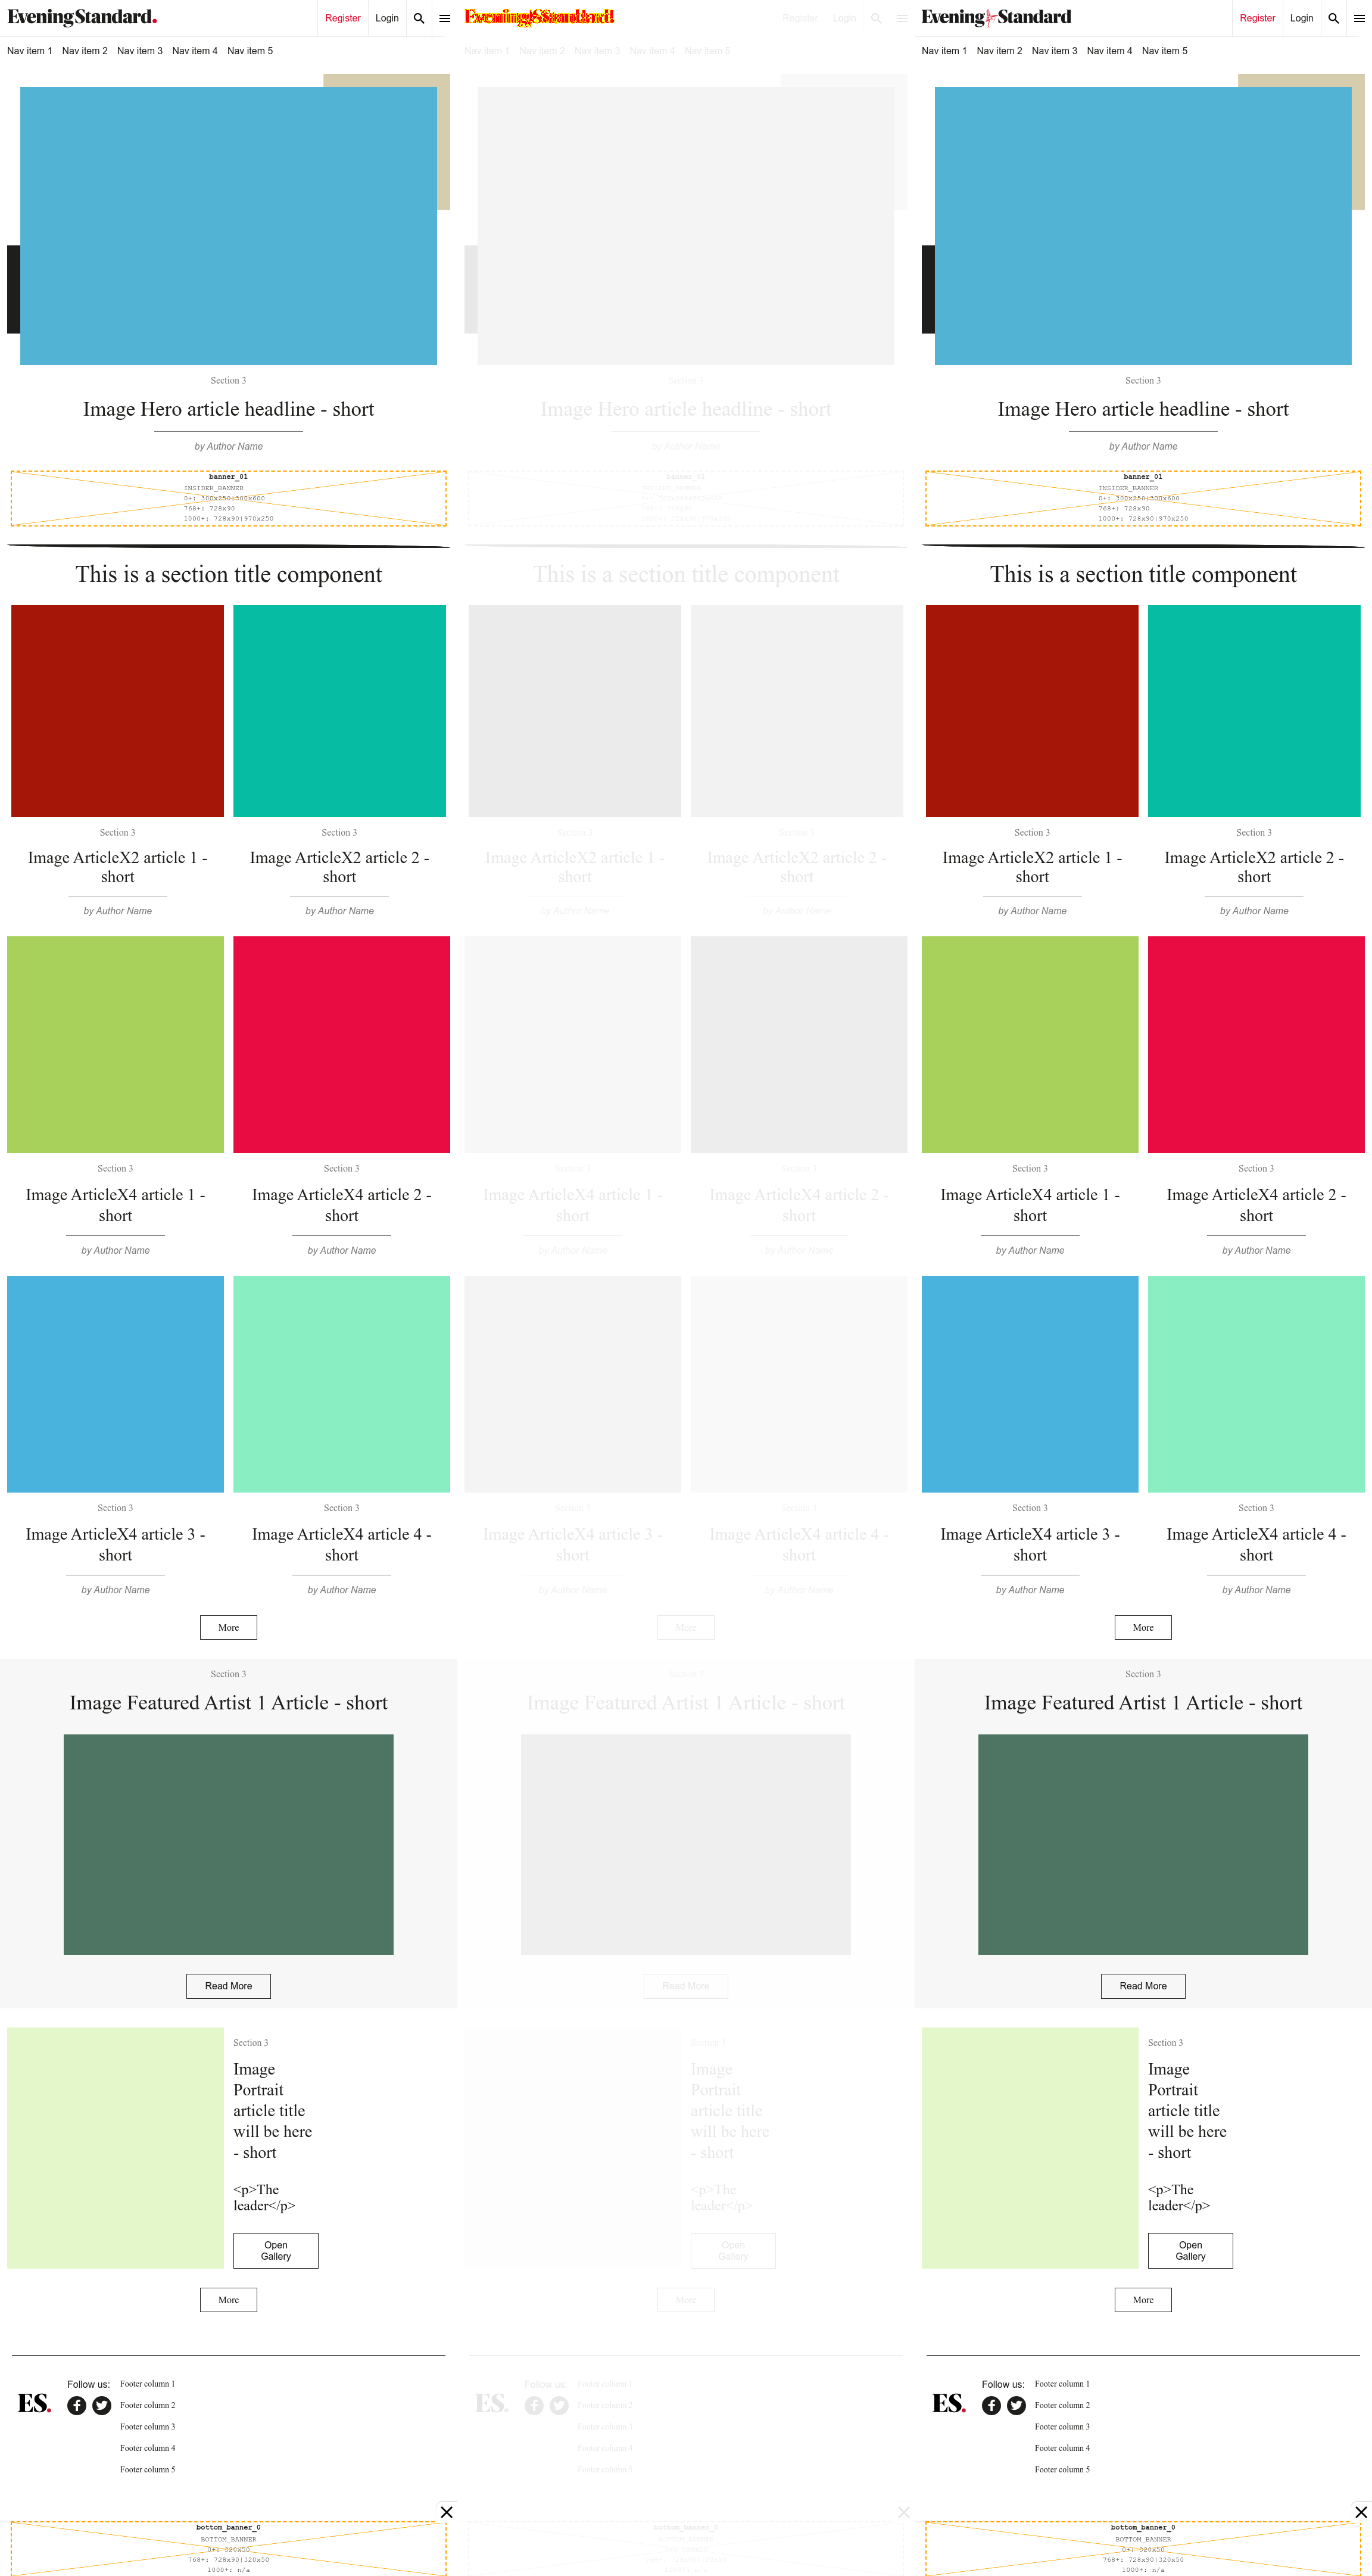 EveningStandard. Register Login
Nav item 1 Nav item 2 Nav item 3 Nav item 4 Nav item 5
Section 3
Image Hero article headline - short
by Author Name
banner_01
INSIDER_BANNER
0+: 300x250|300x600
768+: 728x90
1000+: 728x90|970x250
This is a section title component
Section 3
Image ArticleX2 article 1 -
short
by Author Name
Section 3
Image ArticleX2 article 2 -
short
by Author Name
Section 3
Image ArticleX4 article 1 -
short
by Author Name
Section 3
Image ArticleX4 article 2 -
short
by Author Name
Section 3
Image ArticleX4 article 3 -
short
by Author Name
Section 3
Image ArticleX4 article 4 -
short
by Author Name
More
Section 3
Image Featured Artist 1 Article - short
Read More
Section 3
Image
Portrait
article title
will be here
- short
<p>The
leader</p>
Open
Gallery
More
ES.
Follow us:
Footer column 1
Footer column 2
Footer column 3
Footer column 4
Footer column 5
bottom_banner_0
BOTTOM_BANNER
0+: 320x50
768+: 728x90|320x50
1000+: n/a
Register Login
Nav item 1 Nav item 2 Nav item 3 Nav item 4 Nav item 5
Section 3
Image Hero article headline - short
by Author Name
banner_01
This is a section title component
Section 3
Image ArticleX2 article 1 -
short
by Author Name
Section 3
Image ArticleX2 article 2 -
short
by Author Name
Section 3
Image ArticleX4 article 1 -
short
by Author Name
Section 3
Image ArticleX4 article 2 -
short
by Author Name
Section 3
Image ArticleX4 article 3 -
short
by Author Name
Section 3
Image ArticleX4 article 4 -
short
by Author Name
More
Section 3
Image Featured Artist 1 Article - short
Read More
Section 3
Image
Portrait
article title
will be here
- short
<p>The
leader</p>
Open
Gallery
More
ES.
Follow us:
Footer column 1
Footer column 2
Footer column 3
Footer column 4
Footer column 5
bottom_banner_0
Evening Standard Register Login
Nav item 1 Nav item 2 Nav item 3 Nav item 4 Nav item 5
Section 3
Image Hero article headline - short
by Author Name
banner_01
INSIDER_BANNER
0+: 300x250|300x600
768+: 728x90
1000+: 728x90|970x250
This is a section title component
Section 3
Image ArticleX2 article 1 -
short
by Author Name
Section 3
Image ArticleX2 article 2 -
short
by Author Name
Section 3
Image ArticleX4 article 1 -
short
by Author Name
Section 3
Image ArticleX4 article 2 -
short
by Author Name
Section 3
Image ArticleX4 article 3 -
short
by Author Name
Section 3
Image ArticleX4 article 4 -
short
by Author Name
More
Section 3
Image Featured Artist 1 Article - short
Read More
Section 3
Image
Portrait
article title
will be here
- short
<p>The
leader</p>
Open
Gallery
More
ES.
Follow us:
Footer column 1
Footer column 2
Footer column 3
Footer column 4
Footer column 5
bottom_banner_0
BOTTOM_BANNER
0+: 320x50
768+: 728x90|320x50
1000+: n/a